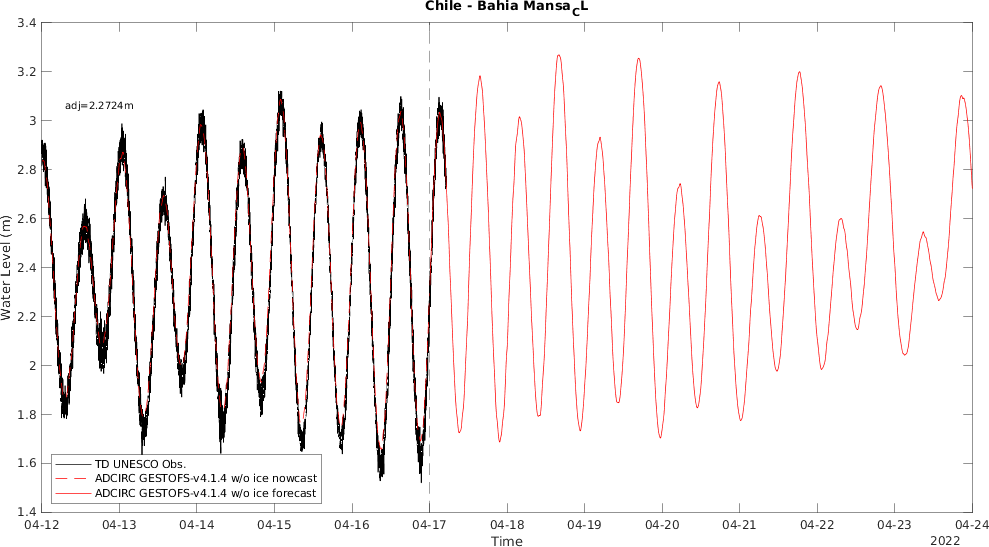 Chile - Bahia Mansa_CL
3.4
3.2
3
2.8
2.6
2.4
2.2
2
1.8
1.6
1.4
Water Level (m)
adj=2.2724m
TD UNESCO Obs.
ADCIRC GESTOFS-v4.1.4 w/o ice nowcast
ADCIRC GESTOFS-v4.1.4 w/o ice forecast
04-12 04-13 04-14 04-15 04-16 04-17 04-18 04-19 04-20 04-21 04-22 04-23 04-24
Time
2022